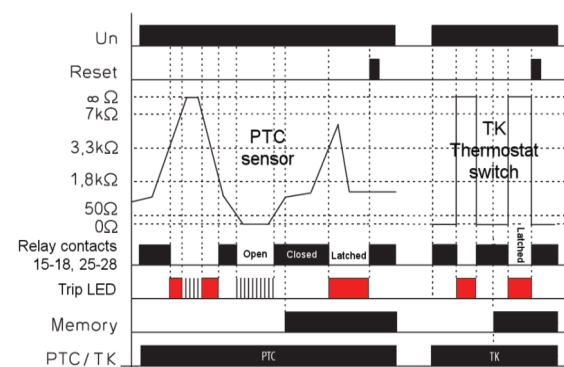 Un
Reset
∞ Ω
7kΩ
3,3kΩ
1,8kΩ
50Ω
0Ω
PTC
sensor
TK
Thermostat
switch
Relay contacts
15-18, 25-28
Open
Closed
Latched
Latched
Trip LED
Memory
PTC/TK
PTC
TK